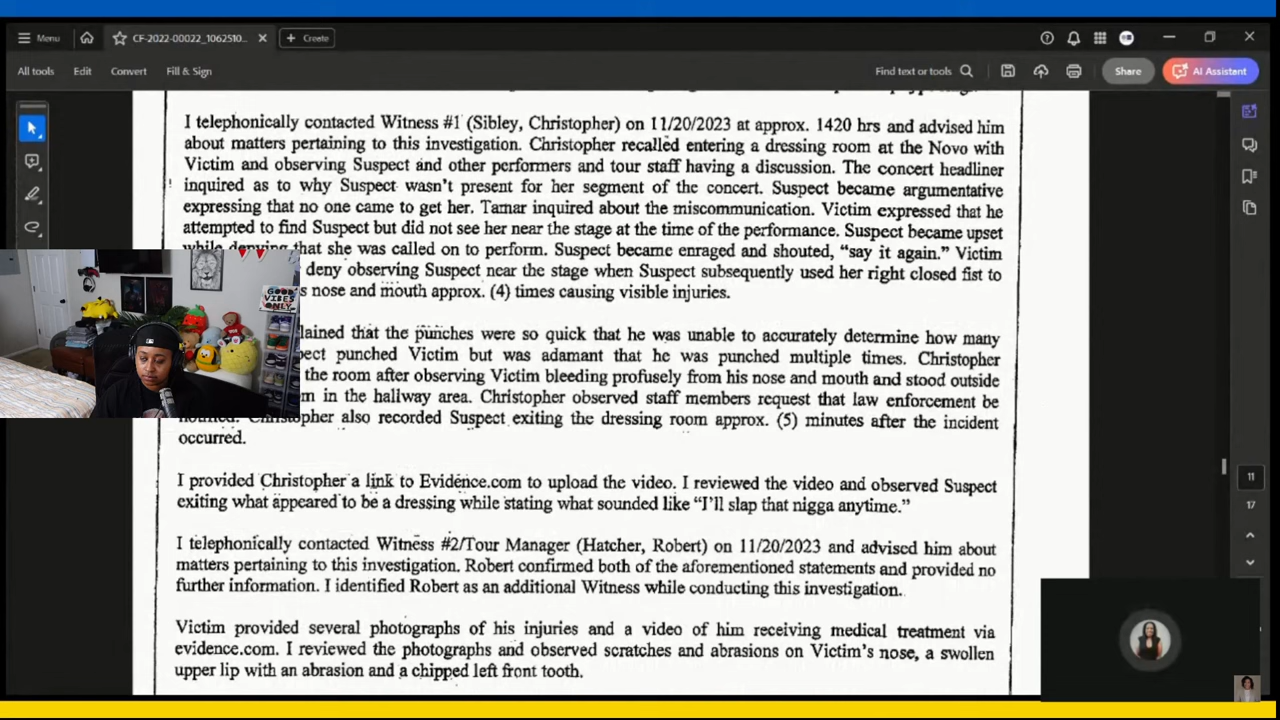 Menu
CF-2022-00022_1062510...
Create
All tools
Edit
Convert
Fill & Sign
Find text or tools
Share
AI Assistant
I telephonically contacted Witness #1 (Sibley, Christopher) on 11/20/2023 at approx. 1420 hrs and advised him
about matters pertaining to this investigation. Christopher recalled entering a dressing room at the Novo with
Victim and observing Suspect and other performers and tour staff having a discussion. The concert headliner
inquired as to why Suspect wasn't present for her segment of the concert. Suspect became argumentative
expressing that no one came to get her. Tamar inquired about the miscommunication. Victim expressed that he
attempted to find Suspect but did not see her near the stage at the time of the performance. Suspect became upset
while denying that she was called on to perform. Suspect became enraged and shouted, "say it again." Victim
deny observing Suspect near the stage when Suspect subsequently used her right closed fist to
s nose and mouth approx. (4) times causing visible injuries.
lained that the punches were so quick that he was unable to accurately determine how many
pect punched Victim but was adamant that he was punched multiple times. Christopher
the room after observing Victim bleeding profusely from his nose and mouth and stood outside
m in the hallway area. Christopher observed staff members request that law enforcement be
Christopher also recorded Suspect exiting the dressing room approx. (5) minutes after the incident
occurred.
I provided Christopher a link to Evidence.com to upload the video. I reviewed the video and observed Suspect
exiting what appeared to be a dressing while stating what sounded like "I'll slap that nigga anytime."
I telephonically contacted Witness #2/Tour Manager (Hatcher, Robert) on 11/20/2023 and advised him about
matters pertaining to this investigation. Robert confirmed both of the aforementioned statements and provided no
further information. I identified Robert as an additional Witness while conducting this investigation.
Victim provided several photographs of his injuries and a video of him receiving medical treatment via
evidence.com. I reviewed the photographs and observed scratches and abrasions on Victim's nose, a swollen
upper lip with an abrasion and a chipped left front tooth.
GOOD
VIBES
ONLY
11
17